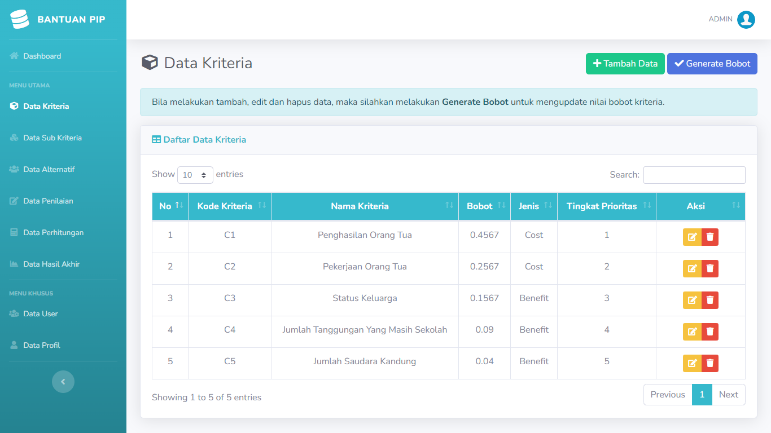 BANTUAN PIP
ADMIN
Dashboard
MENU UTAMA
Data Kriteria
Data Sub Kriteria
Data Alternatif
Data Penilaian
Data Perhitungan
Data Hasil Akhir
MENU KHUSUS
Data User
Data Profil
Data Kriteria
Tambah Data
Generate Bobot
Bila melakukan tambah, edit dan hapus data, maka silahkan melakukan Generate Bobot untuk mengupdate nilai bobot kriteria.
Daftar Data Kriteria
Show 10 entries
Search:
No Kode Kriteria Nama Kriteria Bobot Jenis Tingkat Prioritas Aksi
1 C1 Penghasilan Orang Tua 0.4567 Cost 1
2 C2 Pekerjaan Orang Tua 0.2567 Cost 2
3 C3 Status Keluarga 0.1567 Benefit 3
4 C4 Jumlah Tanggungan Yang Masih Sekolah 0.09 Benefit 4
5 C5 Jumlah Saudara Kandung 0.04 Benefit 5
Showing 1 to 5 of 5 entries
Previous 1 Next